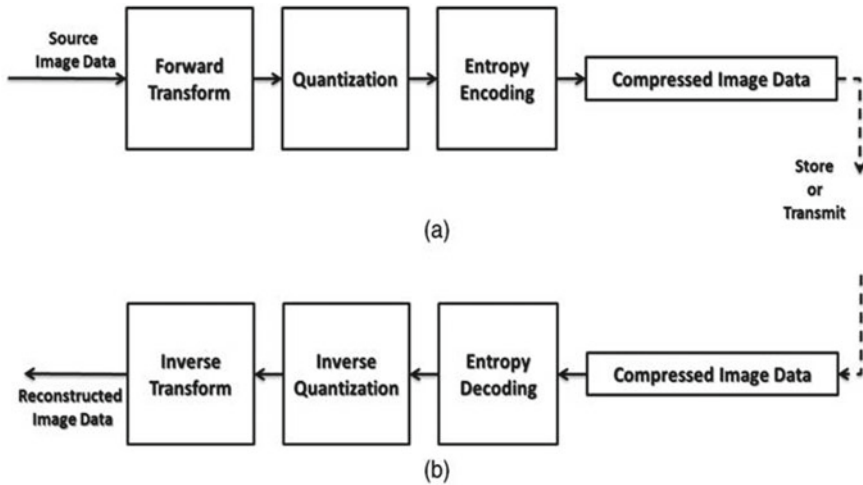 Source
Image Data
Forward
Transform
Quantization
Entropy
Encoding
Compressed Image Data
Store
or
Transmit
(a)
Inverse
Transform
Inverse
Quantization
Entropy
Decoding
Compressed Image Data
Reconstructed
Image Data
(b)